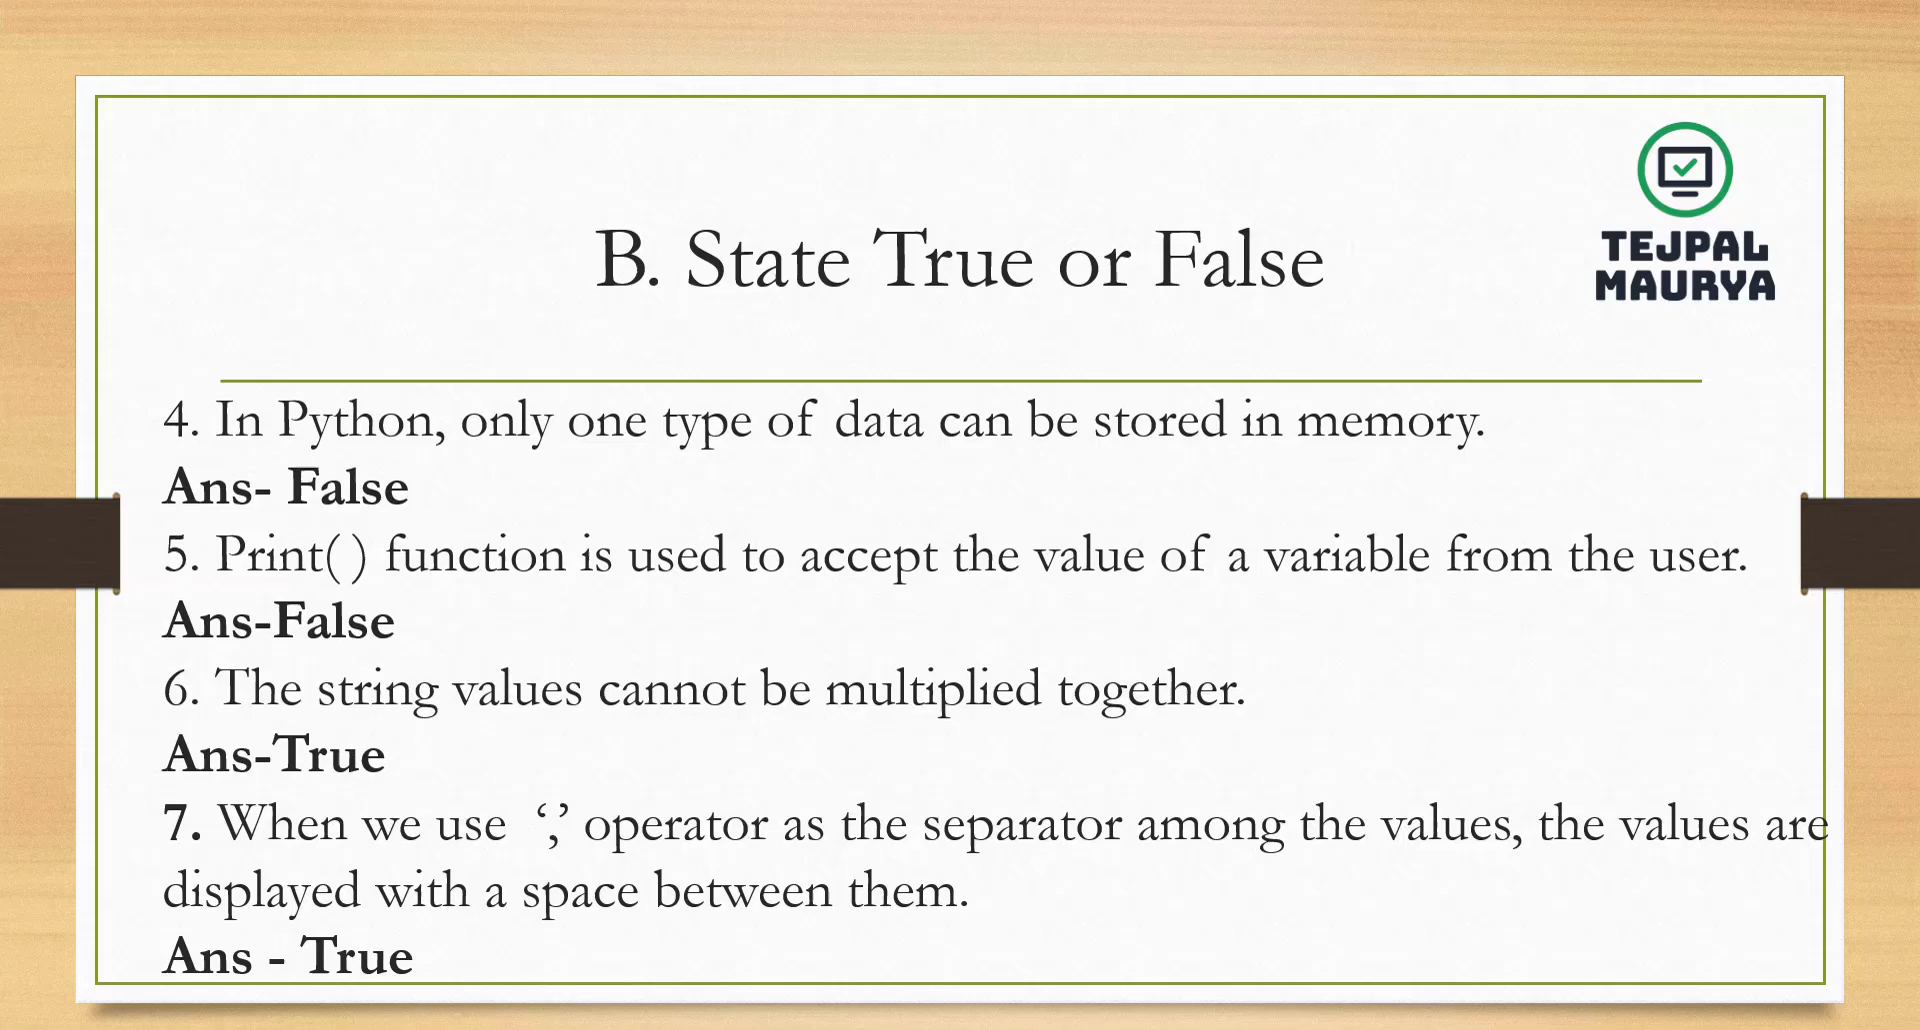 TEJPAL
MAURYA
B. State True or False
4. In Python, only one type of data can be stored in memory.
Ans- False
5. Print( ) function is used to accept the value of a variable from the user.
Ans-False
6. The string values cannot be multiplied together.
Ans-True
7. When we use ‘,’ operator as the separator among the values, the values are
displayed with a space between them.
Ans - True